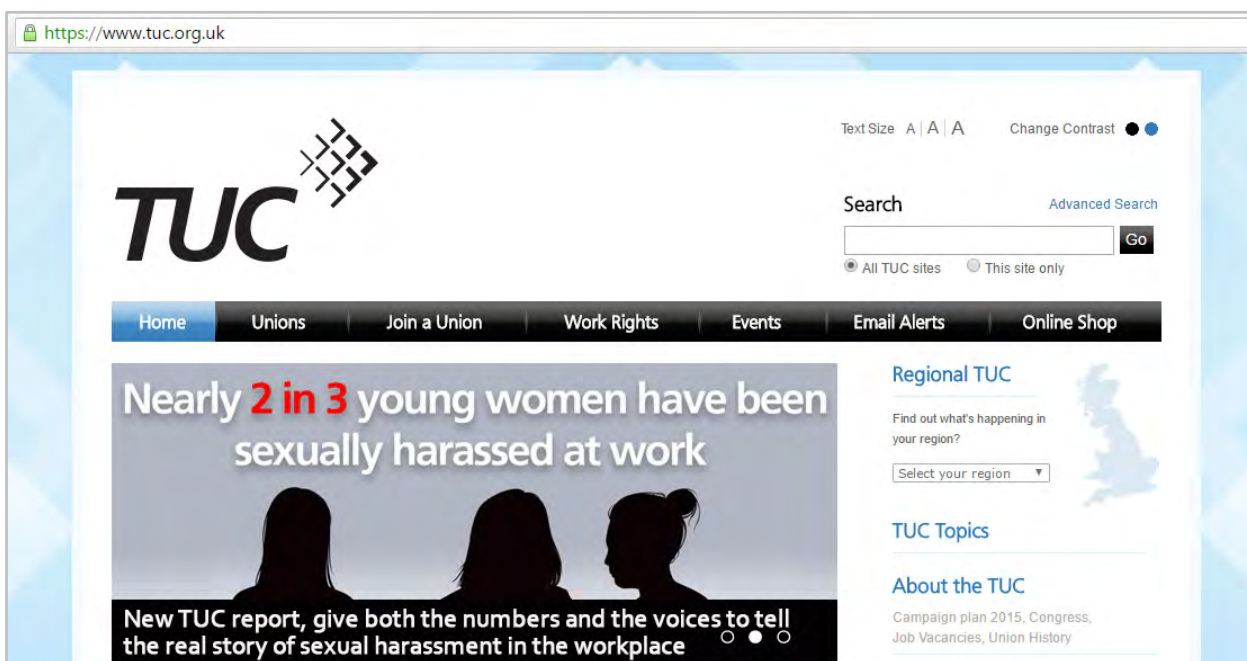 https://www.tuc.org.uk
Text Size A | A | A Change Contrast
TUC
Search Advanced Search
Go
All TUC sites This site only
Home Unions Join a Union Work Rights Events Email Alerts Online Shop
Nearly 2 in 3 young women have been
sexually harassed at work
New TUC report, give both the numbers and the voices to tell
the real story of sexual harassment in the workplace
Regional TUC
Find out what's happening in
your region?
Select your region
TUC Topics
About the TUC
Campaign plan 2015, Congress,
Job Vacancies, Union History